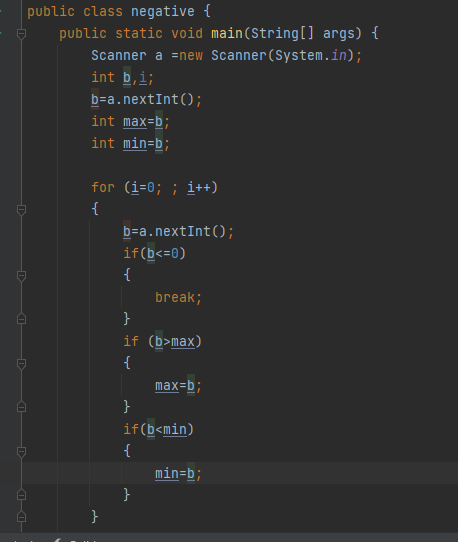 public class negative {
public static void main(String[] args) {
Scanner a =new Scanner(System.in);
int b,i;
b=a.nextInt();
int max=b;
int min=b;
for (i=0; ; i++)
{
b=a.nextInt();
if(b<=0)
{
break;
}
if (b>max)
{
max=b;
}
if(b<min)
{
min=b;
}
}